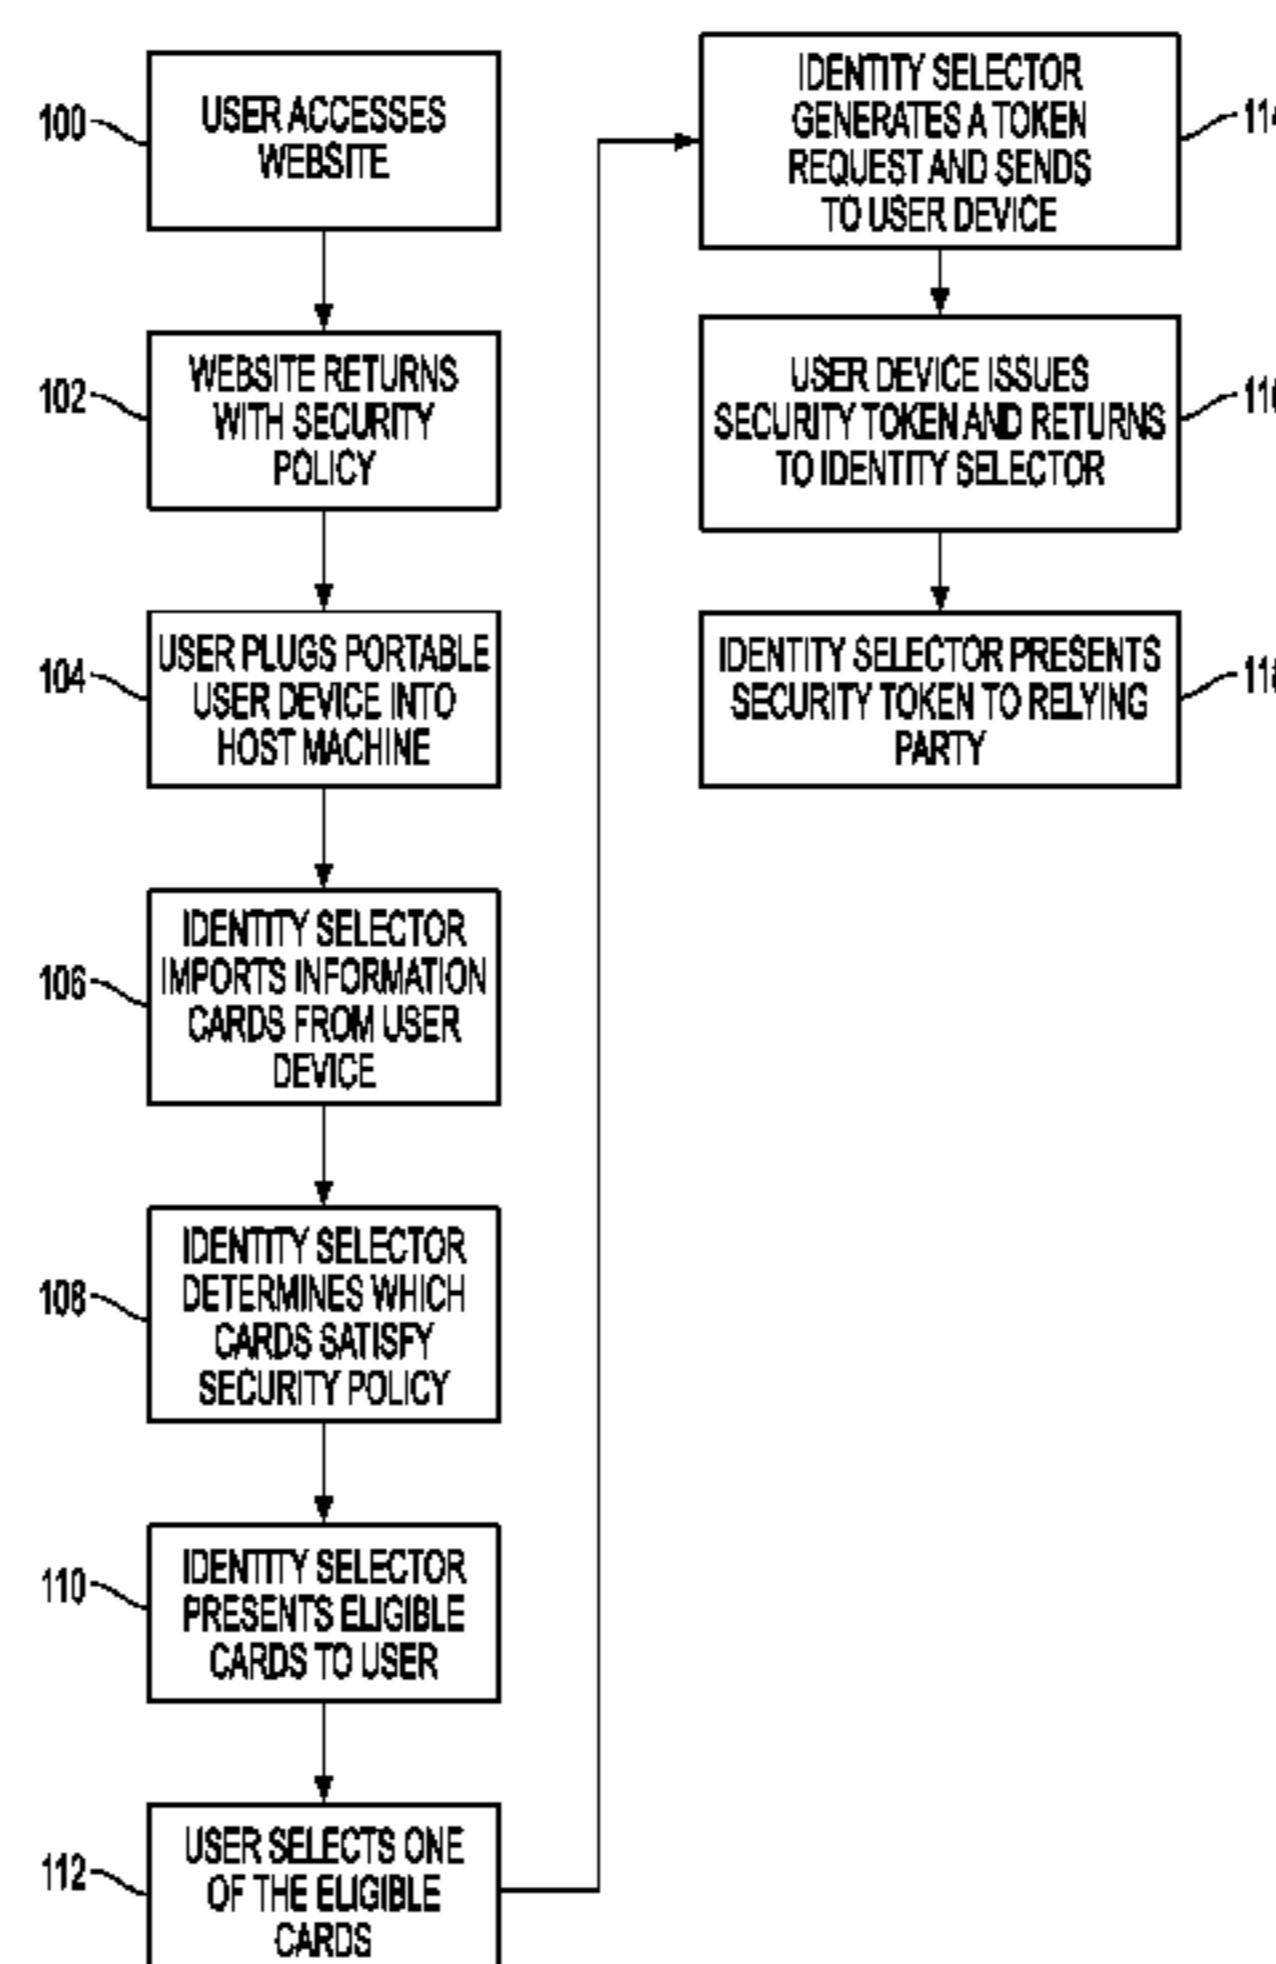 100
USER ACCESSES
WEBSITE
102
WEBSITE RETURNS
WITH SECURITY
POLICY
104
USER PLUGS PORTABLE
USER DEVICE INTO
HOST MACHINE
106
IDENTITY SELECTOR
IMPORTS INFORMATION
CARDS FROM USER
DEVICE
108
IDENTITY SELECTOR
DETERMINES WHICH
CARDS SATISFY
SECURITY POLICY
110
IDENTITY SELECTOR
PRESENTS ELIGIBLE
CARDS TO USER
112
USER SELECTS ONE
OF THE ELIGIBLE
CARDS
IDENTITY SELECTOR
GENERATES A TOKEN
REQUEST AND SENDS
TO USER DEVICE
USER DEVICE ISSUES
SECURITY TOKEN AND RETURNS
TO IDENTITY SELECTOR
IDENTITY SELECTOR PRESENTS
SECURITY TOKEN TO RELYING
PARTY